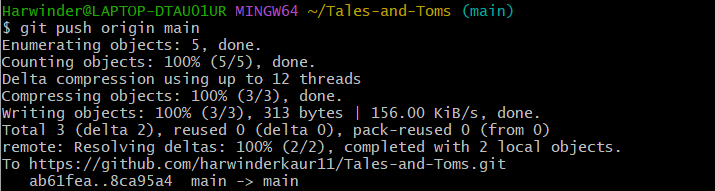 Harwinder@LAPTOP-DTAUO1UR MINGW64 ~/Tales-and-Toms (main)
$ git push origin main
Enumerating objects: 5, done.
Counting objects: 100% (5/5), done.
Delta compression using up to 12 threads
Compressing objects: 100% (3/3), done.
Writing objects: 100% (3/3), 313 bytes | 156.00 KiB/s, done.
Total 3 (delta 2), reused 0 (delta 0), pack-reused 0 (from 0)
remote: Resolving deltas: 100% (2/2), completed with 2 local objects.
To https://github.com/harwinderkaur11/Tales-and-Toms.git
   ab61fea..8ca95a4  main -> main